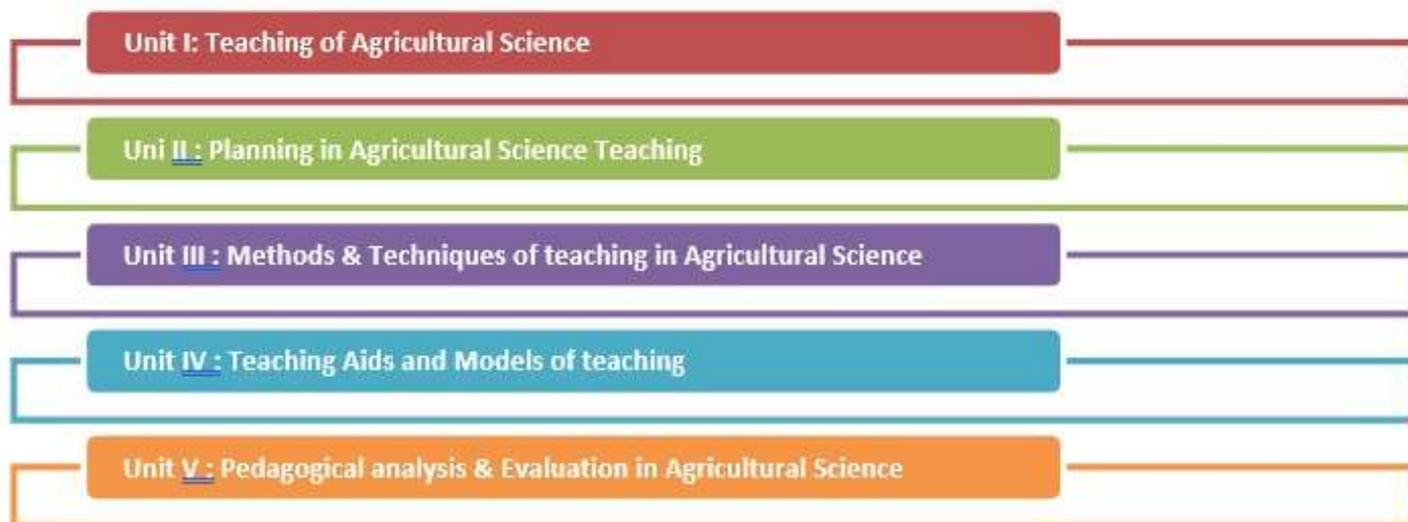 Unit I: Teaching of Agricultural Science
Uni II : Planning in Agricultural Science Teaching
Unit III : Methods & Techniques of teaching in Agricultural Science
Unit IV : Teaching Aids and Models of teaching
Unit V : Pedagogical analysis & Evaluation in Agricultural Science